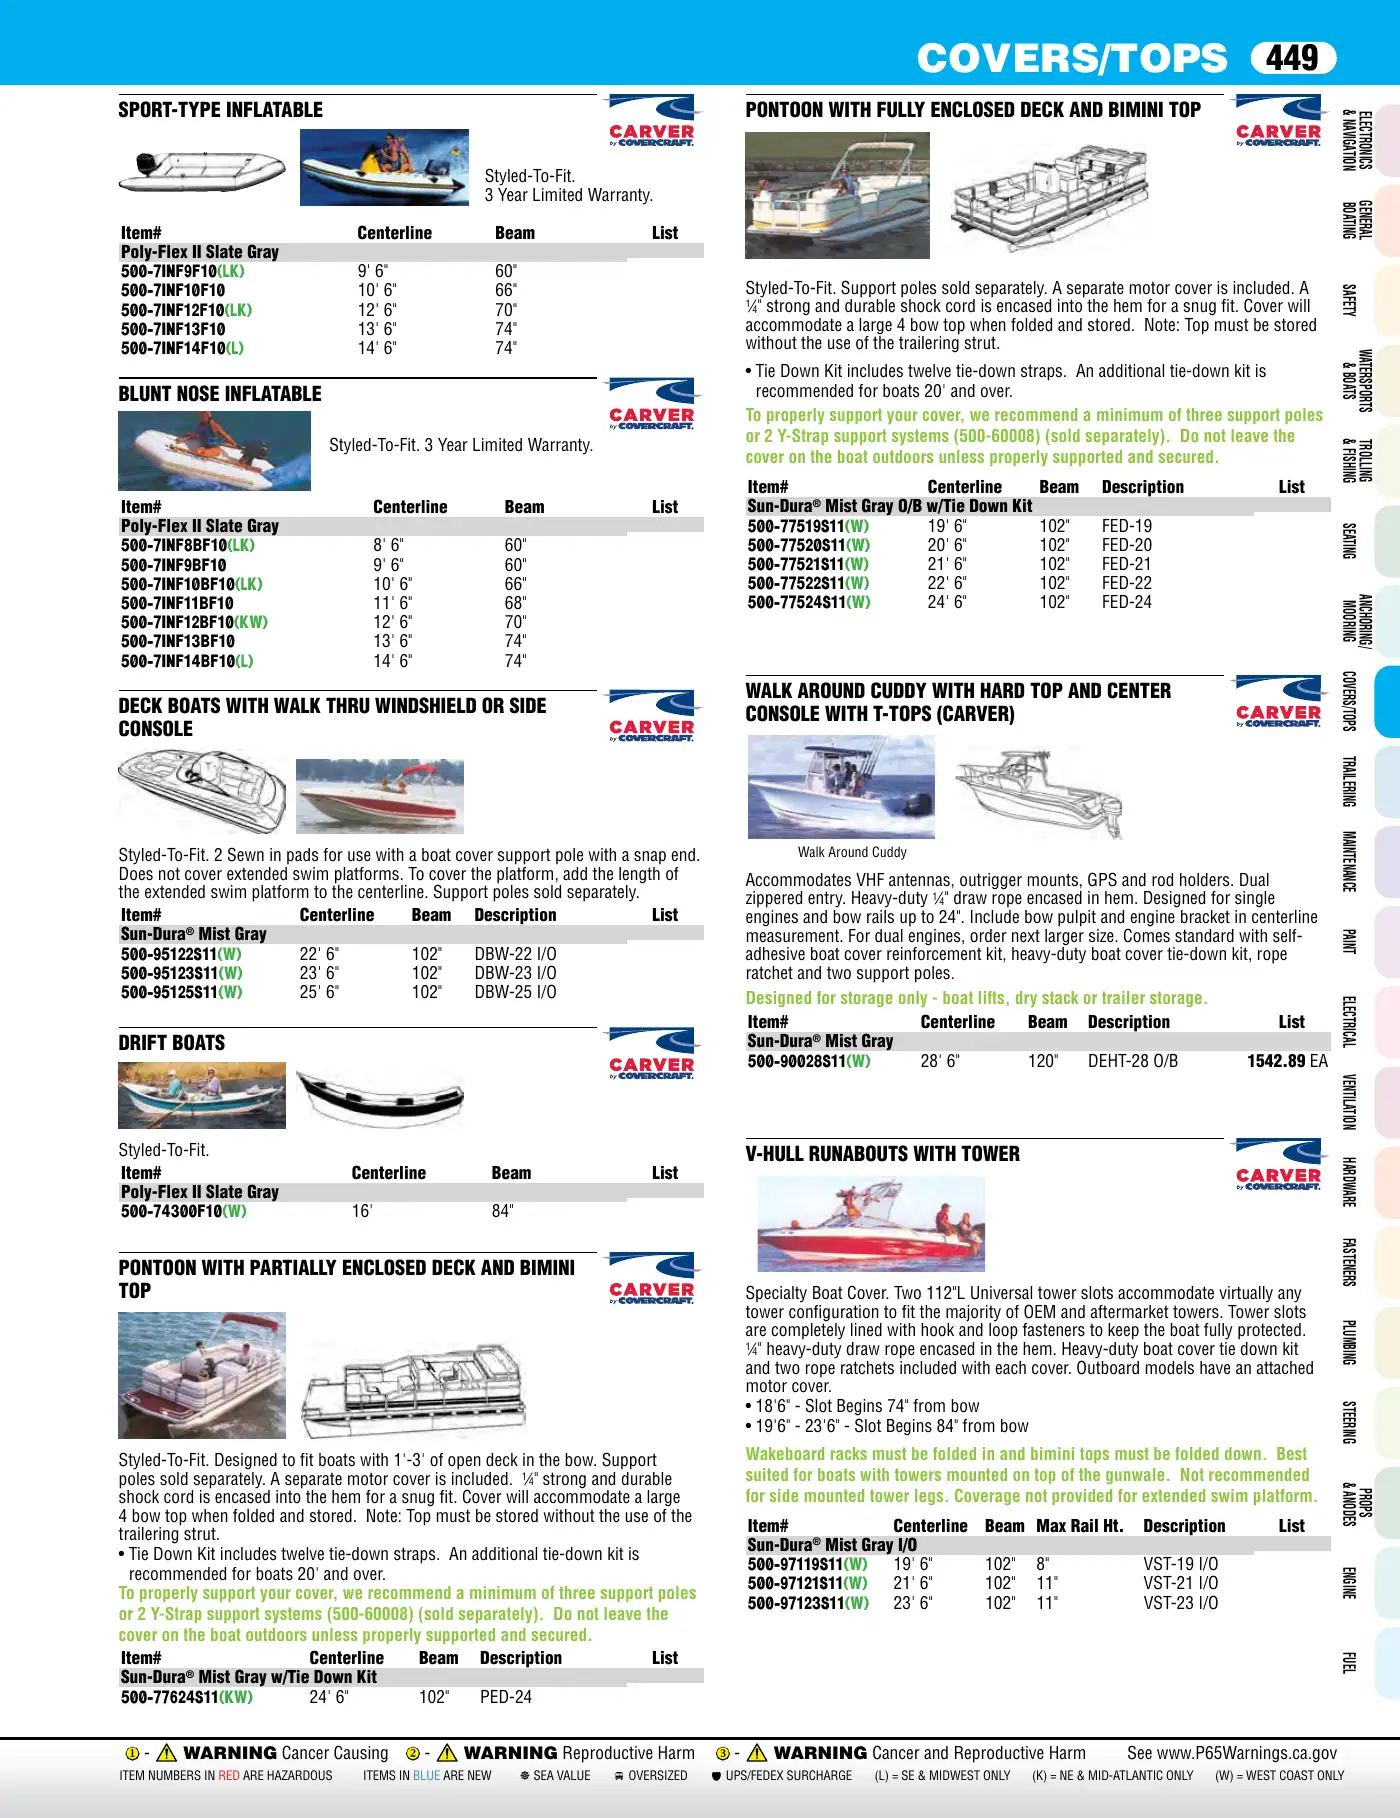 COVERS/TOPS 449
SPORT-TYPE INFLATABLE
CARVER
by COVERCRAFT.
Styled-To-Fit.
3 Year Limited Warranty.
Item# Centerline Beam List
Poly-Flex II Slate Gray
500-7INF9F10(LK) 9' 6" 60"
500-7INF10F10 10' 6" 66"
500-7INF12F10(LK) 12' 6" 70"
500-7INF13F10 13' 6" 74"
500-7INF14F10(L) 14' 6" 74"
BLUNT NOSE INFLATABLE
CARVER
by COVERCRAFT.
Styled-To-Fit. 3 Year Limited Warranty.
Item# Centerline Beam List
Poly-Flex II Slate Gray
500-7INF8BF10(LK) 8' 6" 60"
500-7INF9BF10 9' 6" 60"
500-7INF10BF10(LK) 10' 6" 66"
500-7INF11BF10 11' 6" 68"
500-7INF12BF10(KW) 12' 6" 70"
500-7INF13BF10 13' 6" 74"
500-7INF14BF10(L) 14' 6" 74"
DECK BOATS WITH WALK THRU WINDSHIELD OR SIDE
CONSOLE
CARVER
by COVERCRAFT.
Styled-To-Fit. 2 Sewn in pads for use with a boat cover support pole with a snap end.
Does not cover extended swim platforms. To cover the platform, add the length of
the extended swim platform to the centerline. Support poles sold separately.
Item# Centerline Beam Description List
Sun-Dura® Mist Gray
500-95122S11(W) 22' 6" 102" DBW-22 I/O
500-95123S11(W) 23' 6" 102" DBW-23 I/O
500-95125S11(W) 25' 6" 102" DBW-25 I/O
DRIFT BOATS
CARVER
by COVERCRAFT.
Styled-To-Fit.
Item# Centerline Beam List
Poly-Flex II Slate Gray
500-74300F10(W) 16' 84"
PONTOON WITH PARTIALLY ENCLOSED DECK AND BIMINI
TOP
CARVER
by COVERCRAFT.
Styled-To-Fit. Designed to fit boats with 1'-3' of open deck in the bow. Support
poles sold separately. A separate motor cover is included. ¼" strong and durable
shock cord is encased into the hem for a snug fit. Cover will accommodate a large
4 bow top when folded and stored. Note: Top must be stored without the use of the
trailering strut.
• Tie Down Kit includes twelve tie-down straps. An additional tie-down kit is
recommended for boats 20' and over.
To properly support your cover, we recommend a minimum of three support poles
or 2 Y-Strap support systems (500-60008) (sold separately). Do not leave the
cover on the boat outdoors unless properly supported and secured.
Item# Centerline Beam Description List
Sun-Dura® Mist Gray w/Tie Down Kit
500-77624S11(KW) 24' 6" 102" PED-24
PONTOON WITH FULLY ENCLOSED DECK AND BIMINI TOP
CARVER
by COVERCRAFT.
Styled-To-Fit. Support poles sold separately. A separate motor cover is included. A
¼" strong and durable shock cord is encased into the hem for a snug fit. Cover will
accommodate a large 4 bow top when folded and stored. Note: Top must be stored
without the use of the trailering strut.
• Tie Down Kit includes twelve tie-down straps. An additional tie-down kit is
recommended for boats 20' and over.
To properly support your cover, we recommend a minimum of three support poles
or 2 Y-Strap support systems (500-60008) (sold separately). Do not leave the
cover on the boat outdoors unless properly supported and secured.
Item# Centerline Beam Description List
Sun-Dura® Mist Gray O/B w/Tie Down Kit
500-77519S11(W) 19' 6" 102" FED-19
500-77520S11(W) 20' 6" 102" FED-20
500-77521S11(W) 21' 6" 102" FED-21
500-77522S11(W) 22' 6" 102" FED-22
500-77524S11(W) 24' 6" 102" FED-24
WALK AROUND CUDDY WITH HARD TOP AND CENTER
CONSOLE WITH T-TOPS (CARVER)
CARVER
by COVERCRAFT.
Walk Around Cuddy
Accommodates VHF antennas, outrigger mounts, GPS and rod holders. Dual
zippered entry. Heavy-duty ¼" draw rope encased in hem. Designed for single
engines and bow rails up to 24". Include bow pulpit and engine bracket in centerline
measurement. For dual engines, order next larger size. Comes standard with self-
adhesive boat cover reinforcement kit, heavy-duty boat cover tie-down kit, rope
ratchet and two support poles.
Designed for storage only - boat lifts, dry stack or trailer storage.
Item# Centerline Beam Description List
Sun-Dura® Mist Gray
500-90028S11(W) 28' 6" 120" DEHT-28 O/B 1542.89 EA
V-HULL RUNABOUTS WITH TOWER
CARVER
by COVERCRAFT.
Specialty Boat Cover. Two 112"L Universal tower slots accommodate virtually any
tower configuration to fit the majority of OEM and aftermarket towers. Tower slots
are completely lined with hook and loop fasteners to keep the boat fully protected.
¼" heavy-duty draw rope encased in the hem. Heavy-duty boat cover tie down kit
and two rope ratchets included with each cover. Outboard models have an attached
motor cover.
• 18'6" - Slot Begins 74" from bow
• 19'6" - 23'6" - Slot Begins 84" from bow
Wakeboard racks must be folded in and bimini tops must be folded down. Best
suited for boats with towers mounted on top of the gunwale. Not recommended
for side mounted tower legs. Coverage not provided for extended swim platform.
Item# Centerline Beam Max Rail Ht. Description List
Sun-Dura® Mist Gray I/O
500-97119S11(W) 19' 6" 102" 8" VST-19 I/O
500-97121S11(W) 21' 6" 102" 11" VST-21 I/O
500-97123S11(W) 23' 6" 102" 11" VST-23 I/O
ELECTRONICS
& NAVIGATION
GENERAL
BOATING
SAFETY
WATERSPORTS
& BOATS
TROLLING
& FISHING
SEATING
ANCHORING/
MOORING
COVERS/TOPS
TRAILERING
MAINTENANCE
PAINT
ELECTRICAL
VENTILATION
HARDWARE
FASTENERS
PLUMBING
STEERING
PROPS
& ANODES
ENGINE
FUEL
1 - ! WARNING Cancer Causing 2 - ! WARNING Reproductive Harm 3 - ! WARNING Cancer and Reproductive Harm See www.P65Warnings.ca.gov
ITEM NUMBERS IN RED ARE HAZARDOUS ITEMS IN BLUE ARE NEW SEA VALUE OVERSIZED UPS/FEDEX SURCHARGE (L) = SE & MIDWEST ONLY (K) = NE & MID-ATLANTIC ONLY (W) = WEST COAST ONLY